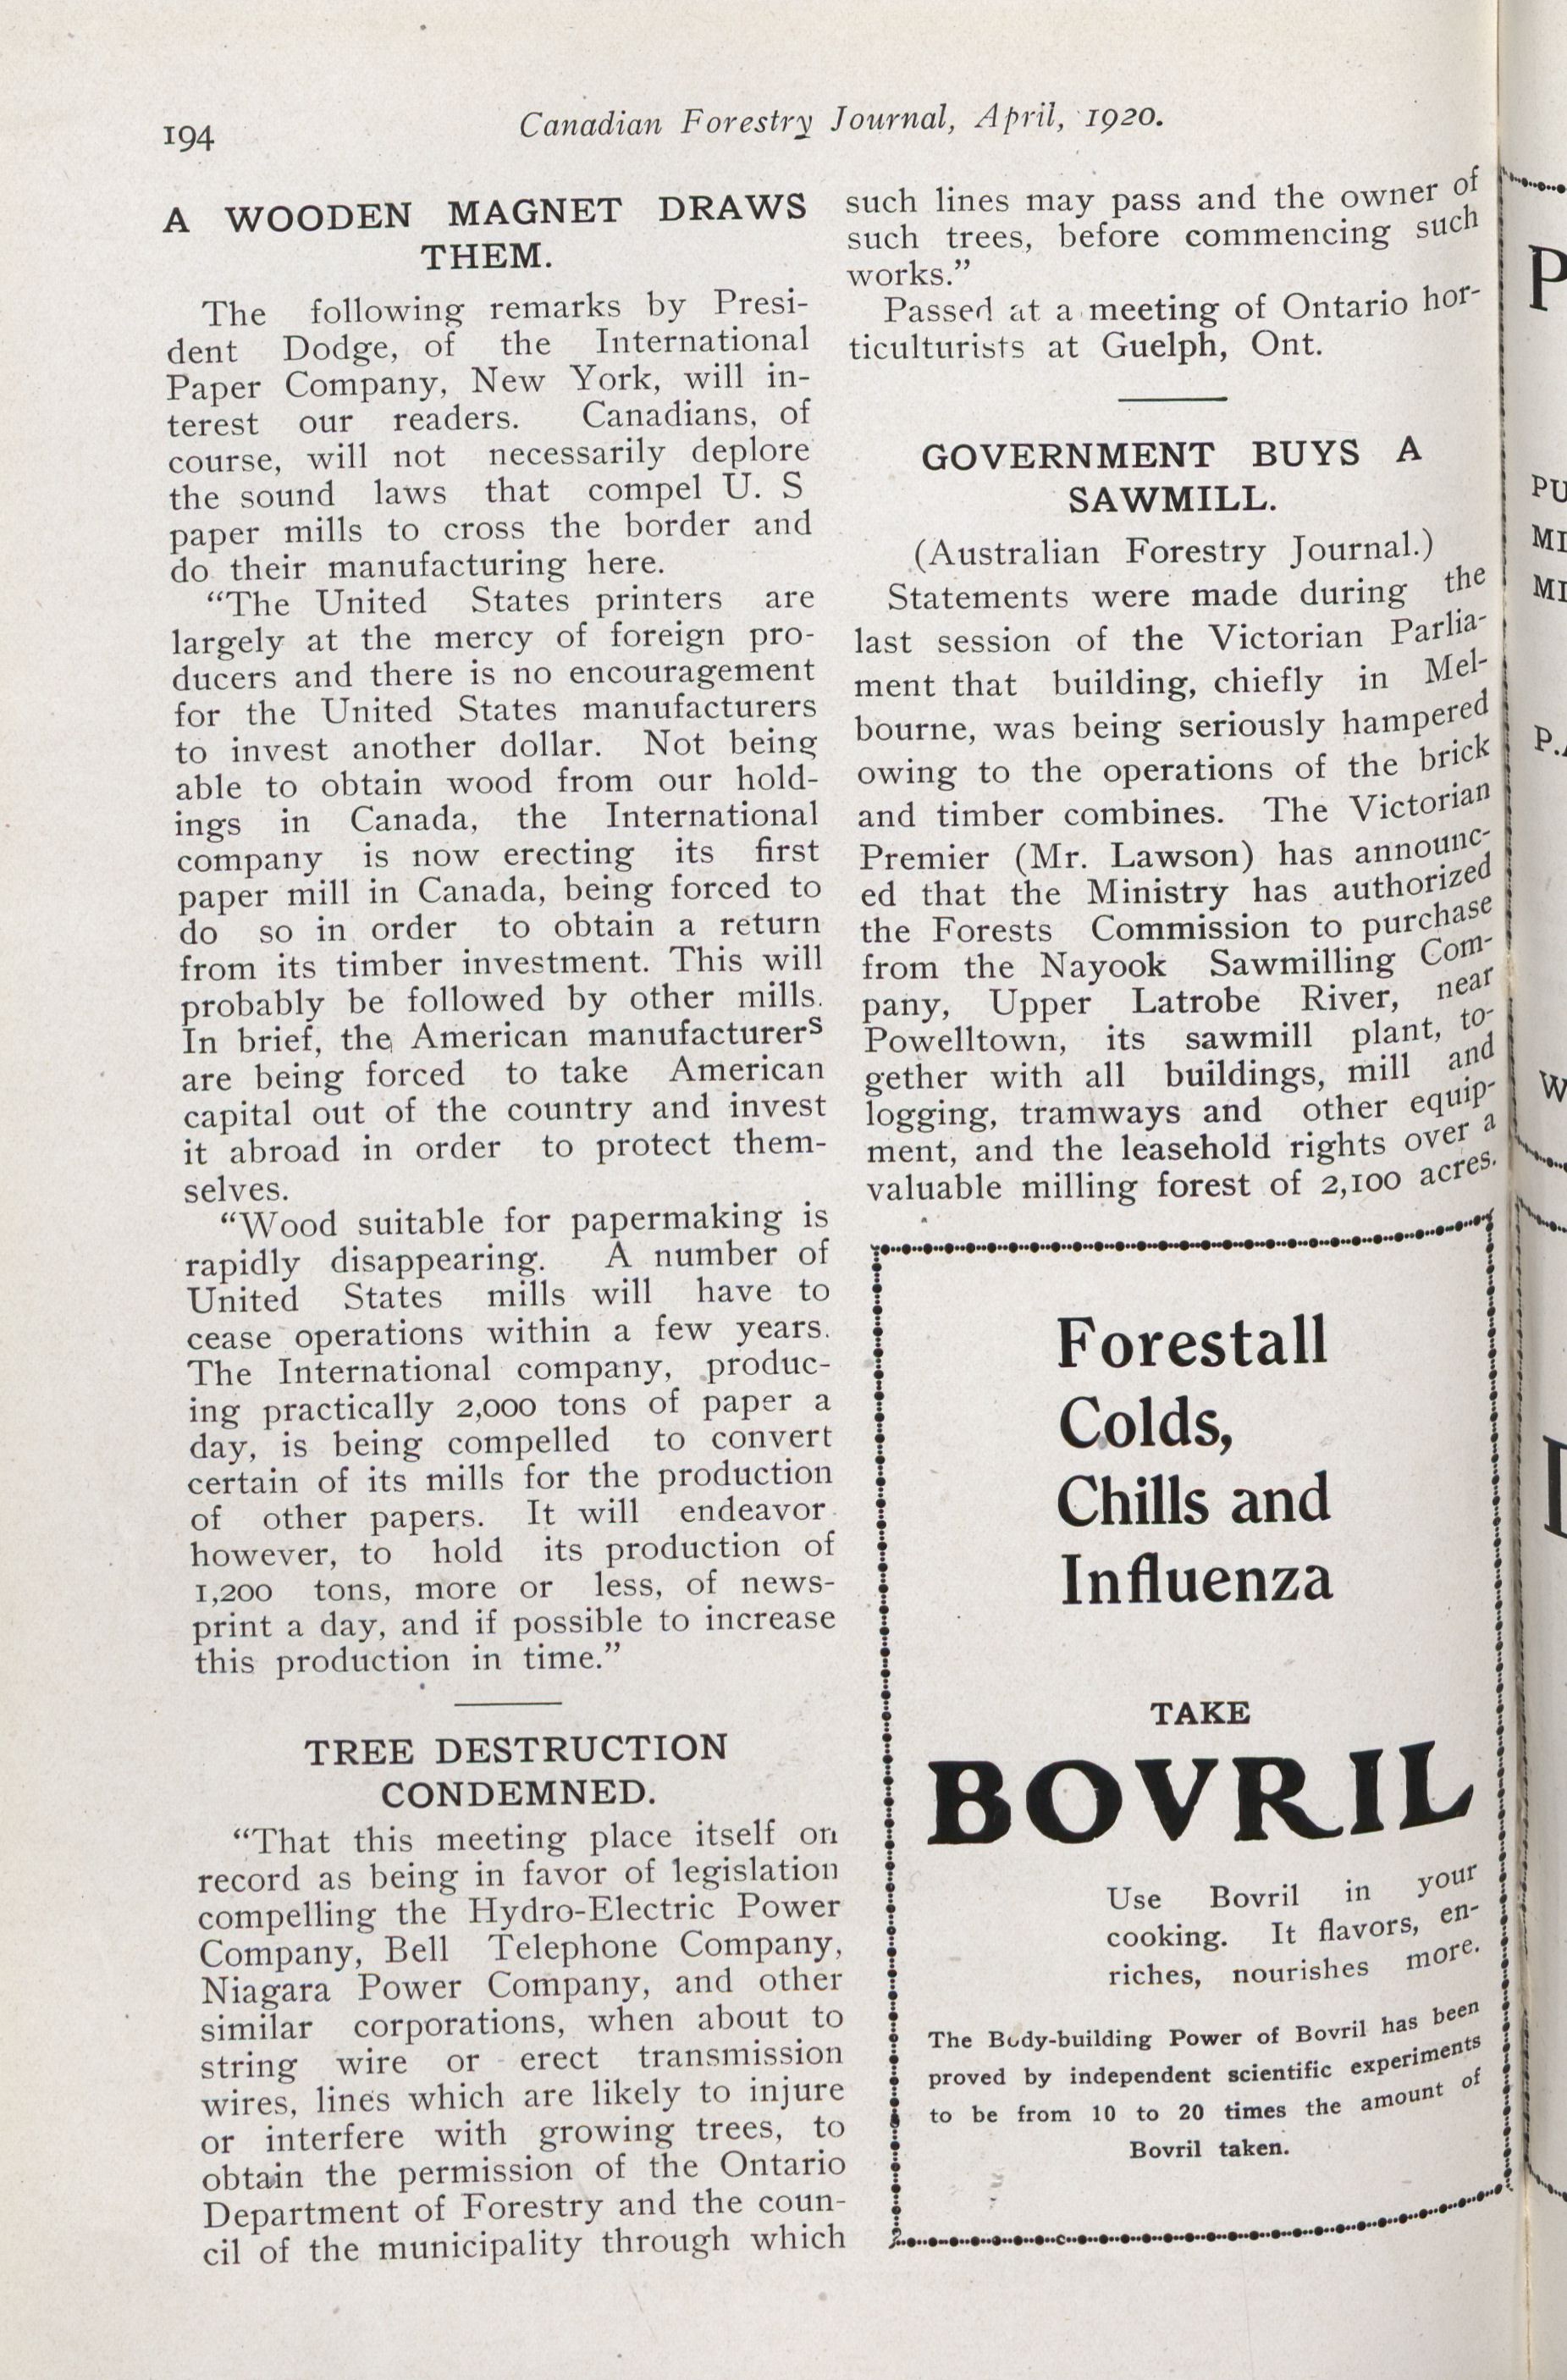 194
Canadian Forestry Journal, April, 1920.
A WOODEN MAGNET DRAWS
THEM.
The following remarks by Presi-
dent Dodge, of the International
Paper Company, New York, will in-
terest our readers. Canadians, of
course, will not necessarily deplore
the sound laws that compel U. S
paper mills to cross the border and
do their manufacturing here.
“The United States printers are
largely at the mercy of foreign pro-
ducers and there is no encouragement
for the United States manufacturers
to invest another dollar. Not being
able to obtain wood from our hold-
ings in Canada, the International
company is now erecting its first
paper mill in Canada, being forced to
do so in order to obtain a return
from its timber investment. This will
probably be followed by other mills.
In brief, the American manufacturers
are being forced to take American
capital out of the country and invest
it abroad in order to protect them-
selves.
“Wood suitable for papermaking is
rapidly disappearing. A number of
United States mills will have to
cease operations within a few years.
The International company, produc-
ing practically 2,000 tons of paper a
day, is being compelled to convert
certain of its mills for the production
of other papers. It will endeavor
however, to hold its production of
1,200 tons, more or less, of news-
print a day, and if possible to increase
this production in time.”
TREE DESTRUCTION
CONDEMNED.
“That this meeting place itself on
record as being in favor of legislation
compelling the Hydro-Electric Power
Company, Bell Telephone Company,
Niagara Power Company, and other
similar corporations, when about to
string wire or erect transmission
wires, lines which are likely to injure
or interfere with growing trees, to
obtain the permission of the Ontario
Department of Forestry and the coun-
cil of the municipality through which
such lines may pass and the owner of
such trees, before commencing such
works.”
Passed at a meeting of Ontario hor-
ticulturists at Guelph, Ont.
GOVERNMENT BUYS A
SAWMILL.
(Australian Forestry Journal.)
Statements were made during the
last session of the Victorian Parlia-
ment that building, chiefly in Mel-
bourne, was being seriously hampered
owing to the operations of the brick
and timber combines. The Victorian
Premier (Mr. Lawson) has announc-
ed that the Ministry has authorized
the Forests Commission to purchase
from the Nayook Sawmilling Com-
pany, Upper Latrobe River, near
Powelltown, its sawmill plant, to-
gether with all buildings, mill and
logging, tramways and other equip-
ment, and the leasehold rights over a
valuable milling forest of 2,100 acres.
Forestall
Colds,
Chills and
Influenza
TAKE
BOVRIL
Use Bovril in your
cooking. It flavors, en-
riches, nourishes more.
The Body-building Power of Bovril has been
proved by independent scientific experiments
to be from 10 to 20 times the amount of
Bovril taken.